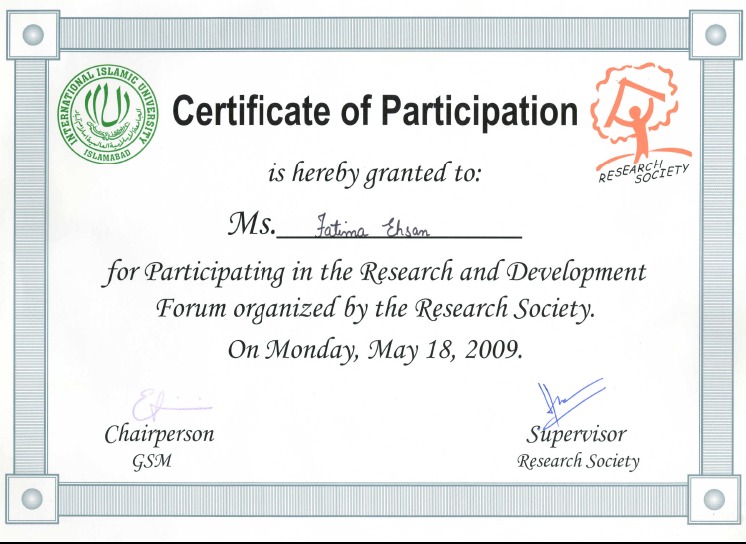 INTERNATIONAL ISLAMIC UNIVERSITY
ISLAMABAD
Certificate of Participation
RESEARCH
SOCIETY
is hereby granted to:
Ms. Fatima Ehsan
for Participating in the Research and Development
Forum organized by the Research Society.
On Monday, May 18, 2009.
Chairperson
GSM
Supervisor
Research Society